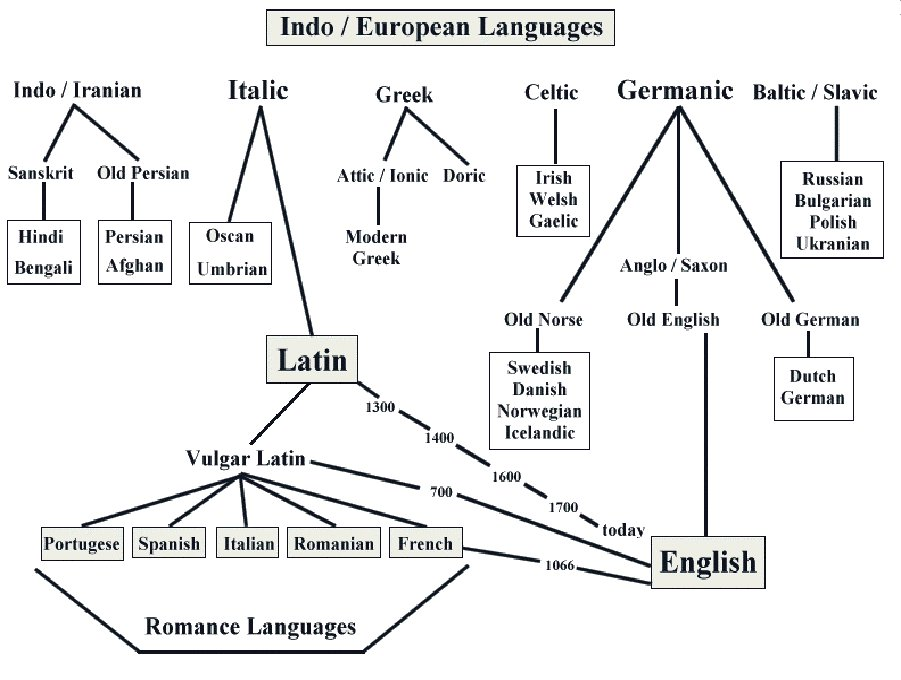 Indo / European Languages
Indo / Iranian
Italic
Greek
Celtic
Germanic
Baltic / Slavic
Sanskrit
Old Persian
Attic / Ionic
Doric
Irish
Welsh
Gaelic
Russian
Bulgarian
Polish
Ukranian
Hindi
Bengali
Persian
Afghan
Oscan
Umbrian
Modern
Greek
Anglo / Saxon
Old Norse
Old English
Old German
Latin
Swedish
Danish
Norwegian
Icelandic
Dutch
German
1300
1400
1600
1700
today
Vulgar Latin
700
Portugese
Spanish
Italian
Romanian
French
1066
English
Romance Languages